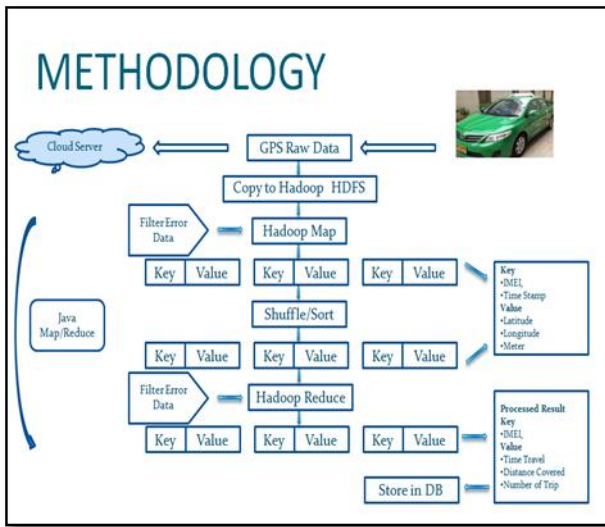 METHODOLOGY
Cloud Server
GPS Raw Data
Copy to Hadoop HDFS
Filter Error
Data
Hadoop Map
Key Value Key Value Key Value
Key
•IMEI,
•Time Stamp
Value
•Latitude
•Longitude
•Meter
Java
Map/Reduce
Shuffle/Sort
Key Value Key Value Key Value
Filter Error
Data
Hadoop Reduce
Key Value Key Value Key Value
Processed Result
Key
•IMEI,
Value
•Time Travel
•Distance Covered
•Number of Trip
Store in DB